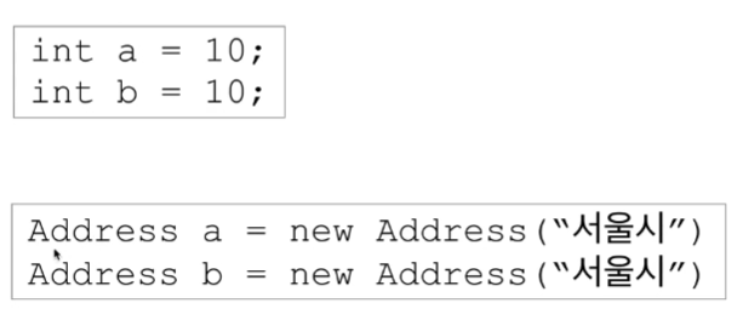 int a = 10;
int b = 10;
Address a = new Address(“서울시”)
Address b = new Address(“서울시”)